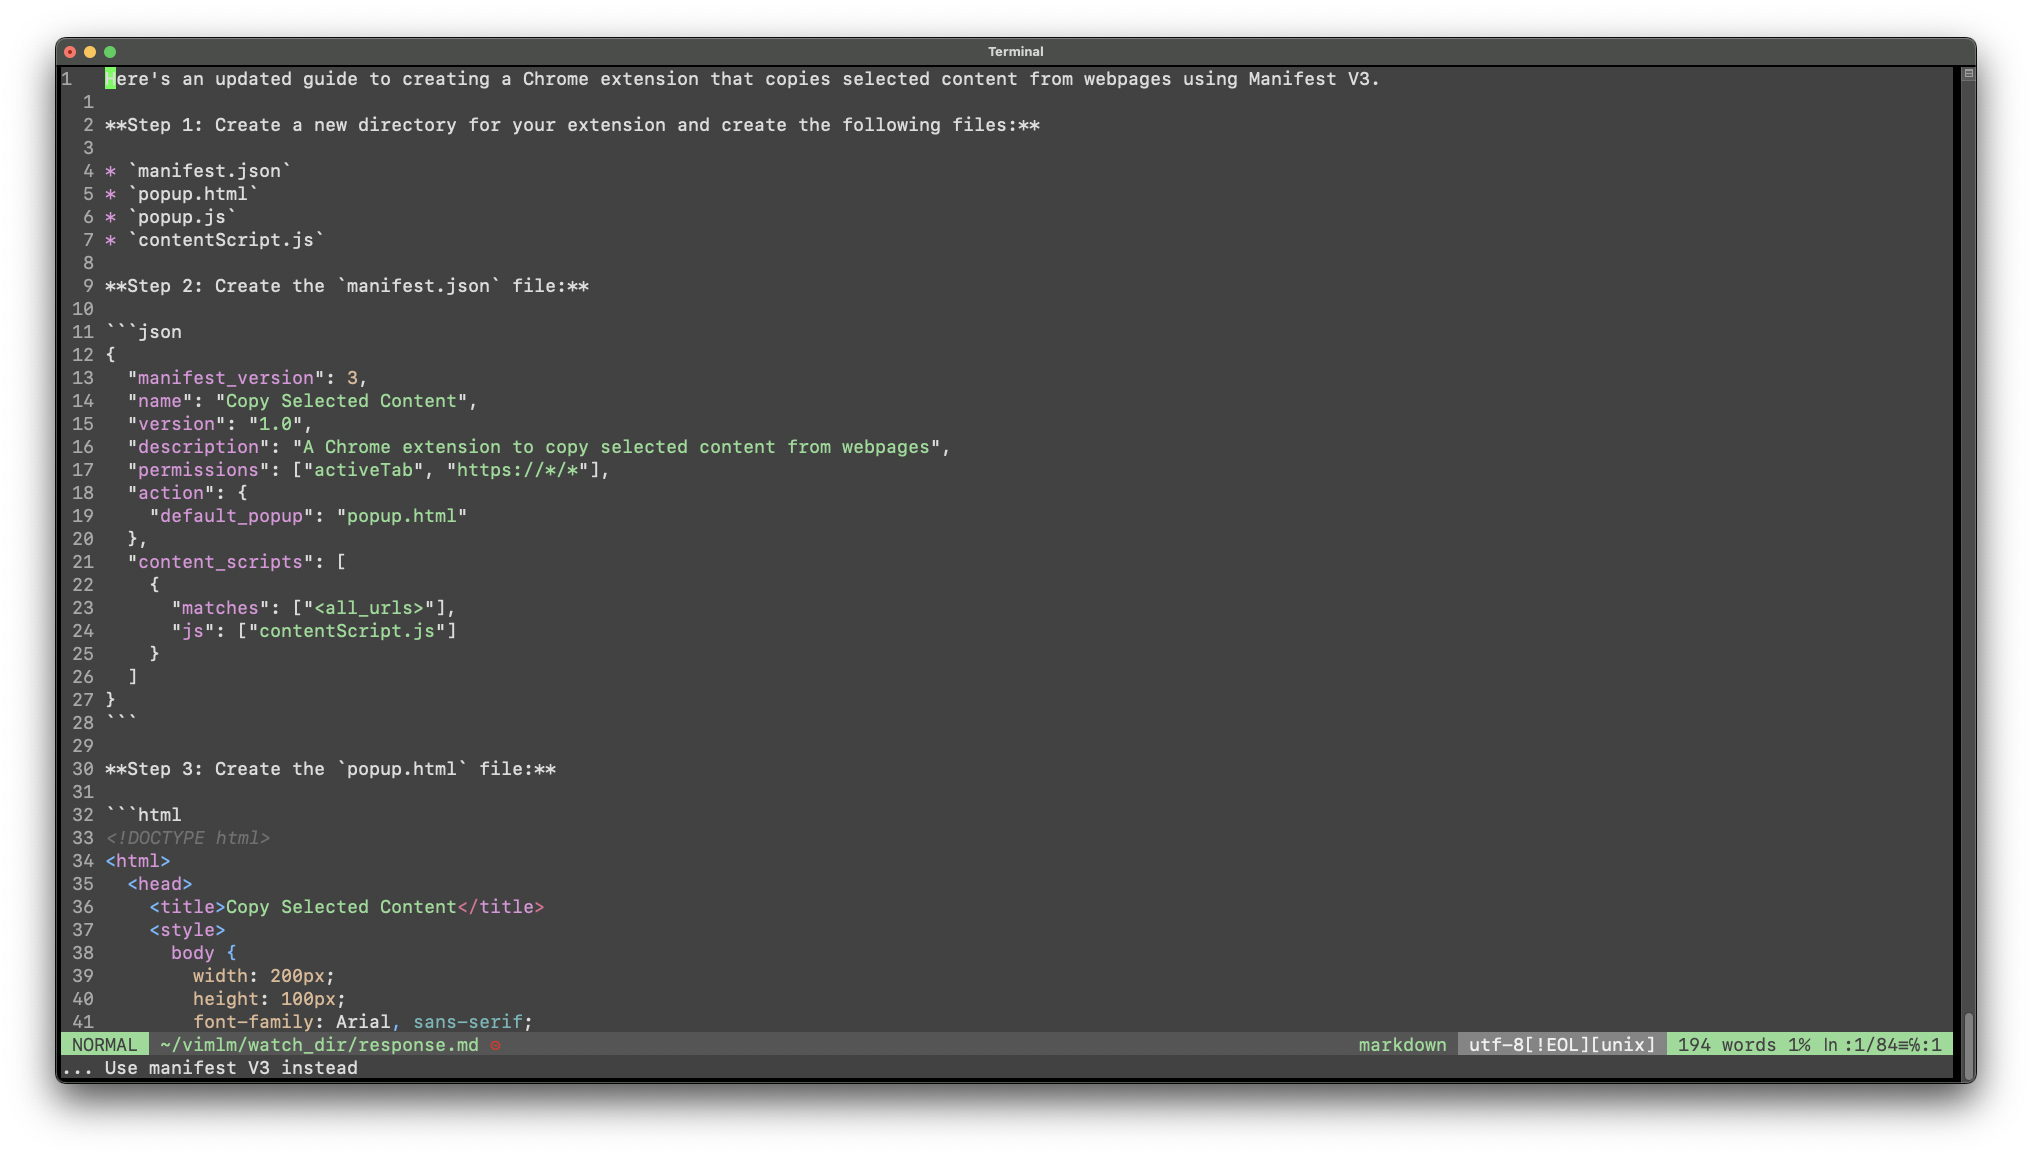 Terminal
1   Here's an updated guide to creating a Chrome extension that copies selected content from webpages using Manifest V3.
  1
  2 **Step 1: Create a new directory for your extension and create the following files:**
  3
  4 * `manifest.json`
  5 * `popup.html`
  6 * `popup.js`
  7 * `contentScript.js`
  8
  9 **Step 2: Create the `manifest.json` file:**
 10
 11 ```json
 12 {
 13   "manifest_version": 3,
 14   "name": "Copy Selected Content",
 15   "version": "1.0",
 16   "description": "A Chrome extension to copy selected content from webpages",
 17   "permissions": ["activeTab", "https://*/*"],
 18   "action": {
 19     "default_popup": "popup.html"
 20   },
 21   "content_scripts": [
 22     {
 23       "matches": ["<all_urls>"],
 24       "js": ["contentScript.js"]
 25     }
 26   ]
 27 }
 28 ```
 29
 30 **Step 3: Create the `popup.html` file:**
 31
 32 ```html
 33 <!DOCTYPE html>
 34 <html>
 35   <head>
 36     <title>Copy Selected Content</title>
 37     <style>
 38       body {
 39         width: 200px;
 40         height: 100px;
 41         font-family: Arial, sans-serif;
NORMAL ~/vimlm/watch_dir/response.md ⊝ markdown utf-8[!EOL][unix] 194 words 1% ln :1/84≡℅:1
... Use manifest V3 instead